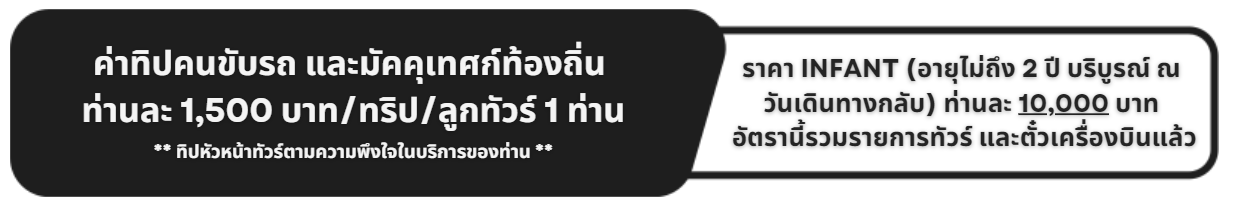 ค่าทิปคนขับรถ และมัคคุเทศก์ท้องถิ่น
ท่านละ 1,500 บาท/ทริป/ลูกทัวร์ 1 ท่าน
** ทิปหัวหน้าทัวร์ตามความพึงใจในบริการของท่าน **
ราคา INFANT (อายุไม่ถึง 2 ปี บริบูรณ์ ณ
วันเดินทางกลับ) ท่านละ 10,000 บาท
อัตรานี้รวมรายการทัวร์ และตั๋วเครื่องบินแล้ว